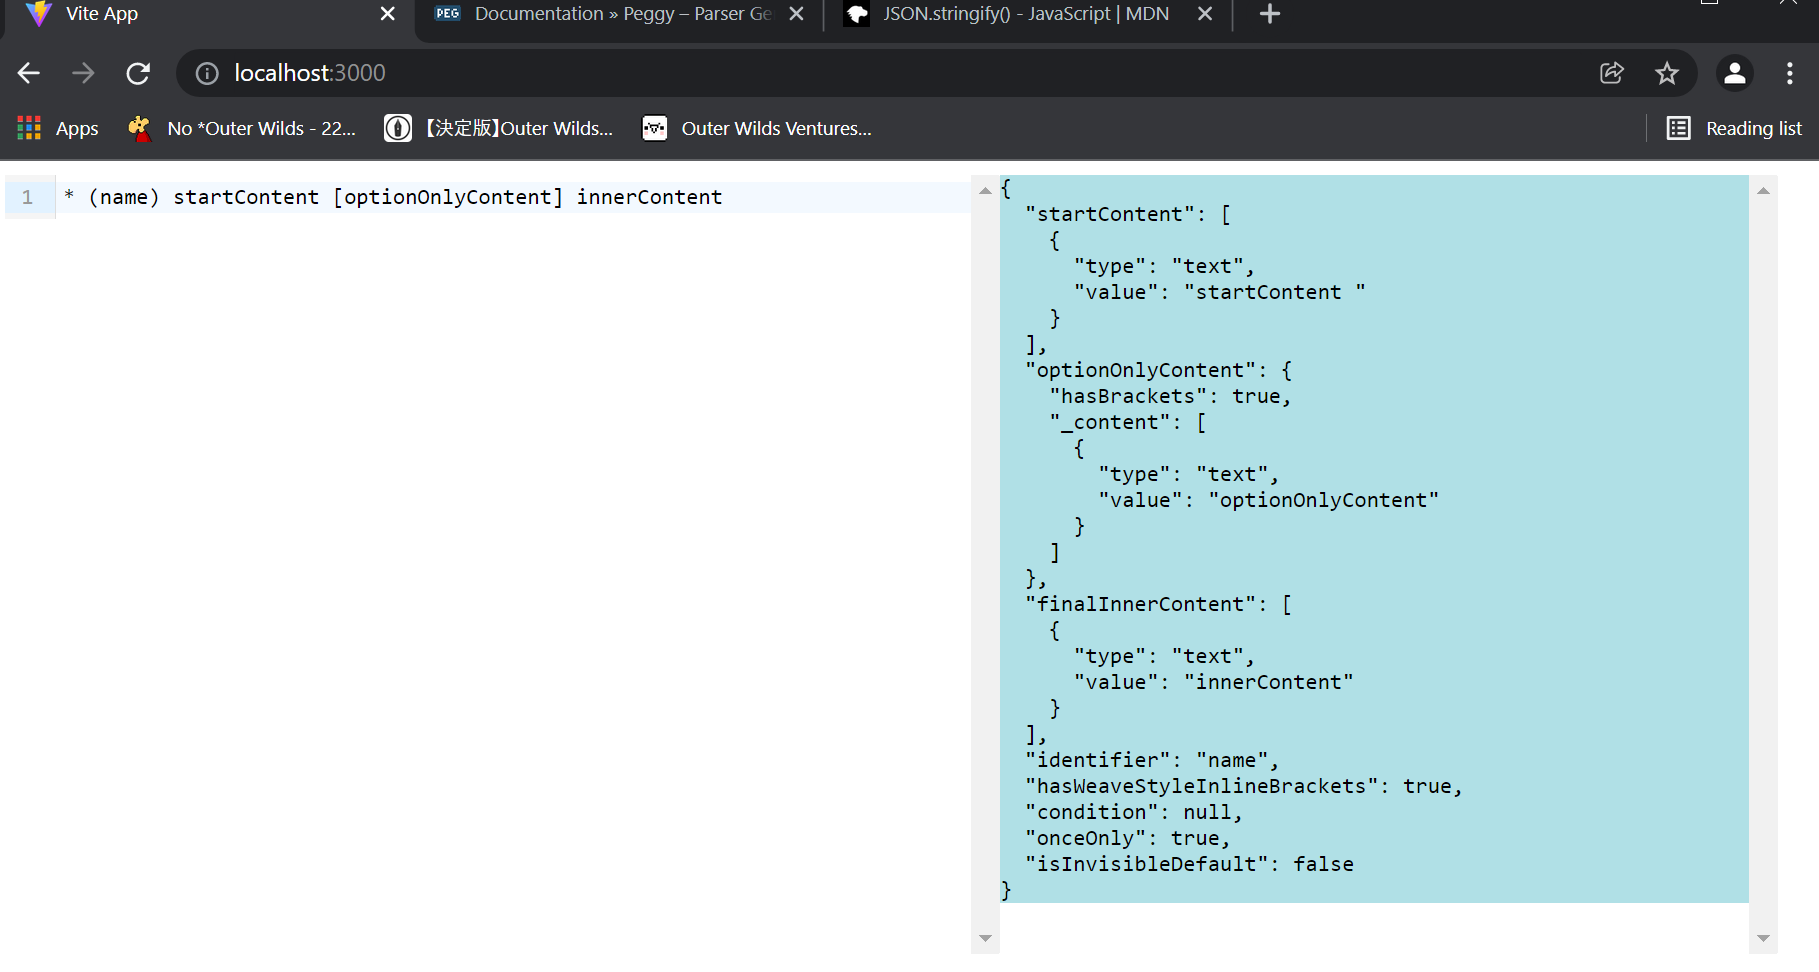 Vite App
PEG Documentation » Peggy – Parser Ge
JSON.stringify() - JavaScript | MDN
localhost:3000
Apps
No *Outer Wilds - 22...
【決定版】Outer Wilds...
Outer Wilds Ventures...
Reading list
1 * (name) startContent [optionOnlyContent] innerContent
{
  "startContent": [
    {
      "type": "text",
      "value": "startContent "
    }
  ],
  "optionOnlyContent": {
    "hasBrackets": true,
    "_content": [
      {
        "type": "text",
        "value": "optionOnlyContent"
      }
    ]
  },
  "finalInnerContent": [
    {
      "type": "text",
      "value": "innerContent"
    }
  ],
  "identifier": "name",
  "hasWeaveStyleInlineBrackets": true,
  "condition": null,
  "onceOnly": true,
  "isInvisibleDefault": false
}